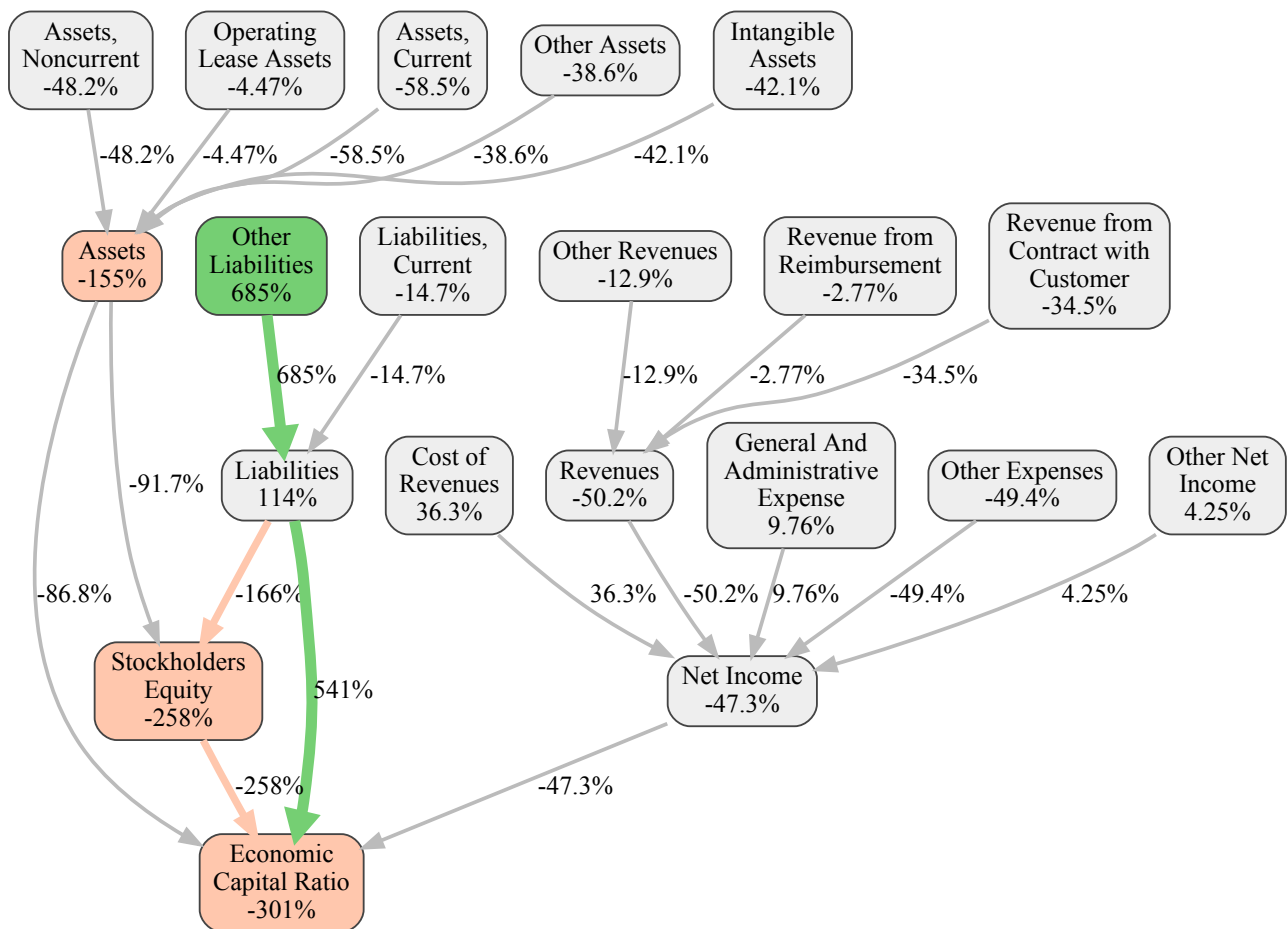 Assets,
Noncurrent
-48.2%
Operating
Lease Assets
-4.47%
Assets,
Current
-58.5%
Other Assets
-38.6%
Intangible
Assets
-42.1%
-48.2%
-4.47%
-58.5%
-38.6%
-42.1%
Assets
-155%
Other
Liabilities
685%
Liabilities,
Current
-14.7%
Other Revenues
-12.9%
Revenue from
Reimbursement
-2.77%
Revenue from
Contract with
Customer
-34.5%
685%
-14.7%
-12.9%
-2.77%
-34.5%
Liabilities
114%
Cost of
Revenues
36.3%
Revenues
-50.2%
General And
Administrative
Expense
9.76%
Other Expenses
-49.4%
Other Net
Income
4.25%
-91.7%
-86.8%
-166%
36.3%
-50.2%
9.76%
-49.4%
4.25%
Stockholders
Equity
-258%
541%
Net Income
-47.3%
-258%
-47.3%
Economic
Capital Ratio
-301%